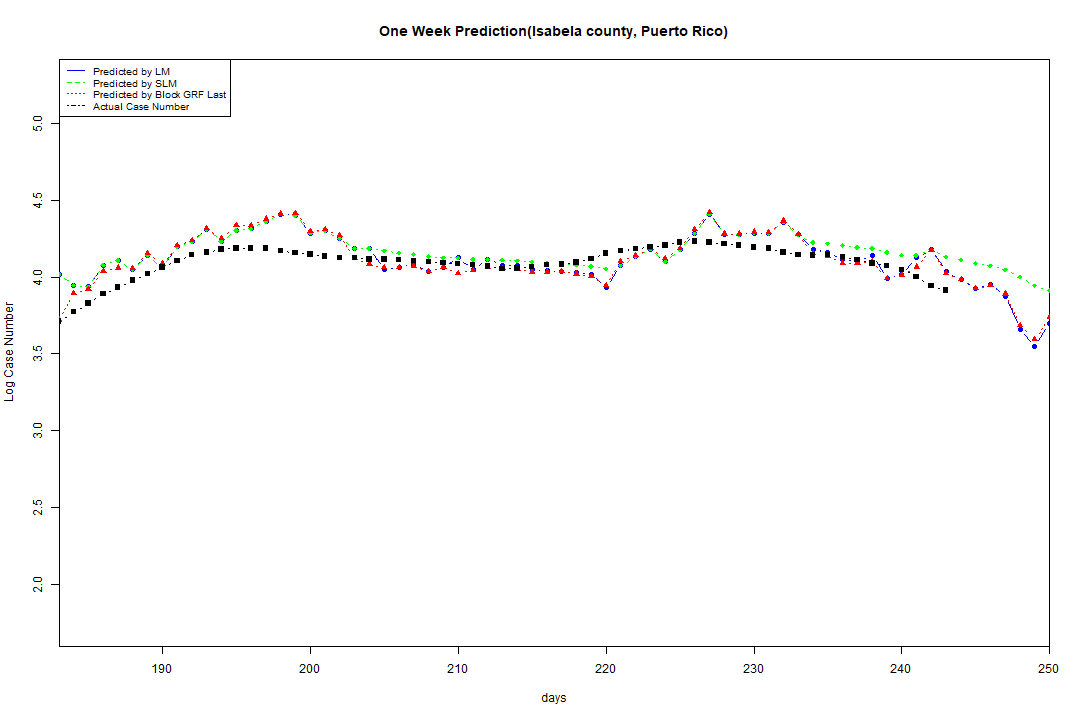 One Week Prediction(Isabela county, Puerto Rico)
Predicted by LM
Predicted by SLM
Predicted by Block GRF Last
Actual Case Number
5.0
4.5
4.0
3.5
3.0
2.5
2.0
Log Case Number
190 200 210 220 230 240 250
days